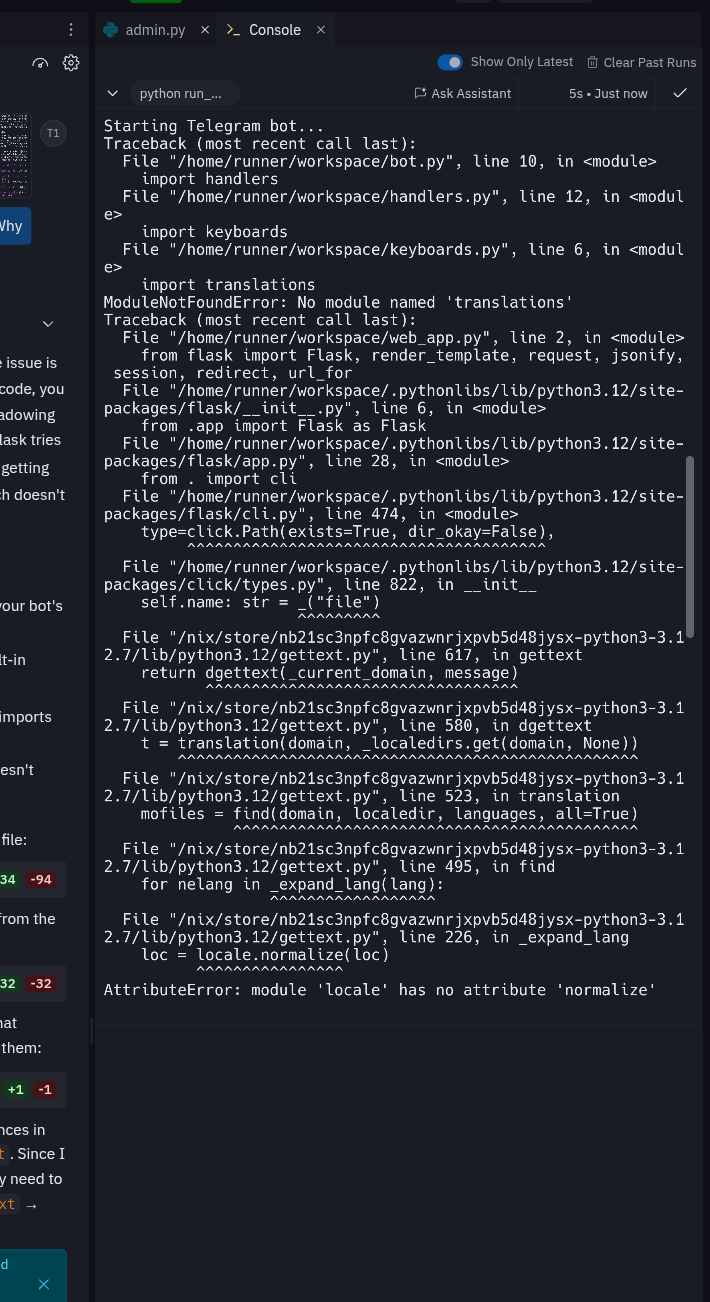 admin.py
Console
Show Only Latest
Clear Past Runs
python run_...
Ask Assistant
5s • Just now
T1
Why
e issue is
code, you
adowing
lask tries
getting
ch doesn't
your bot's
lt-in
imports
esn't
file:
34 -94
from the
32 -32
hat
them:
+1 -1
nces in
t . Since I
y need to
xt →
d
Starting Telegram bot...
Traceback (most recent call last):
File "/home/runner/workspace/bot.py", line 10, in <module>
import handlers
File "/home/runner/workspace/handlers.py", line 12, in <modul
e>
import keyboards
File "/home/runner/workspace/keyboards.py", line 6, in <modul
e>
import translations
ModuleNotFoundError: No module named 'translations'
Traceback (most recent call last):
File "/home/runner/workspace/web_app.py", line 2, in <module>
from flask import Flask, render_template, request, jsonify,
session, redirect, url_for
File "/home/runner/workspace/.pythonlibs/lib/python3.12/site-
packages/flask/__init__.py", line 6, in <module>
from .app import Flask as Flask
File "/home/runner/workspace/.pythonlibs/lib/python3.12/site-
packages/flask/app.py", line 28, in <module>
from . import cli
File "/home/runner/workspace/.pythonlibs/lib/python3.12/site-
packages/flask/cli.py", line 474, in <module>
type=click.Path(exists=True, dir_okay=False),
^^^^^^^^^^^^^^^^^^^^^^^^^^^^^^^^^^^^^^^
File "/home/runner/workspace/.pythonlibs/lib/python3.12/site-
packages/click/types.py", line 822, in __init__
self.name: str = _("file")
^^^^^^^^^
File "/nix/store/nb21sc3npfc8gvazwnrjxpvb5d48jysx-python3-3.1
2.7/lib/python3.12/gettext.py", line 617, in gettext
return dgettext(_current_domain, message)
^^^^^^^^^^^^^^^^^^^^^^^^^^^^^^^^^^
File "/nix/store/nb21sc3npfc8gvazwnrjxpvb5d48jysx-python3-3.1
2.7/lib/python3.12/gettext.py", line 580, in dgettext
t = translation(domain, _localedirs.get(domain, None))
^^^^^^^^^^^^^^^^^^^^^^^^^^^^^^^^^^^^^^^^^^^^^^^^^^
File "/nix/store/nb21sc3npfc8gvazwnrjxpvb5d48jysx-python3-3.1
2.7/lib/python3.12/gettext.py", line 523, in translation
mofiles = find(domain, localedir, languages, all=True)
^^^^^^^^^^^^^^^^^^^^^^^^^^^^^^^^^^^^^^^^^^^^
File "/nix/store/nb21sc3npfc8gvazwnrjxpvb5d48jysx-python3-3.1
2.7/lib/python3.12/gettext.py", line 495, in find
for nelang in _expand_lang(lang):
^^^^^^^^^^^^^^^^^^
File "/nix/store/nb21sc3npfc8gvazwnrjxpvb5d48jysx-python3-3.1
2.7/lib/python3.12/gettext.py", line 226, in _expand_lang
loc = locale.normalize(loc)
^^^^^^^^^^^^^^^^
AttributeError: module 'locale' has no attribute 'normalize'